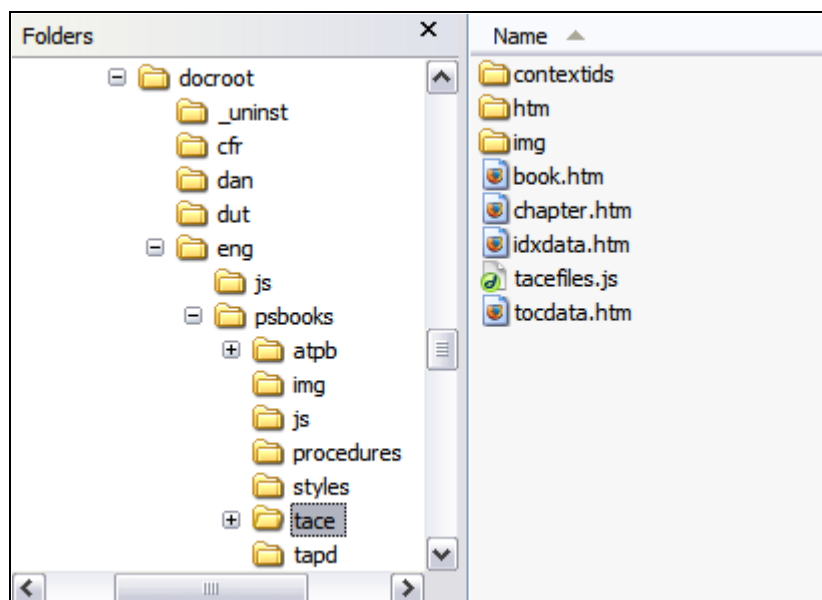 Folders
docroot
_uninst
cfr
dan
dut
eng
js
psbooks
atpb
img
js
procedures
styles
tace
tapd
Name
contextids
htm
img
book.htm
chapter.htm
idxdata.htm
tacefiles.js
tocdata.htm